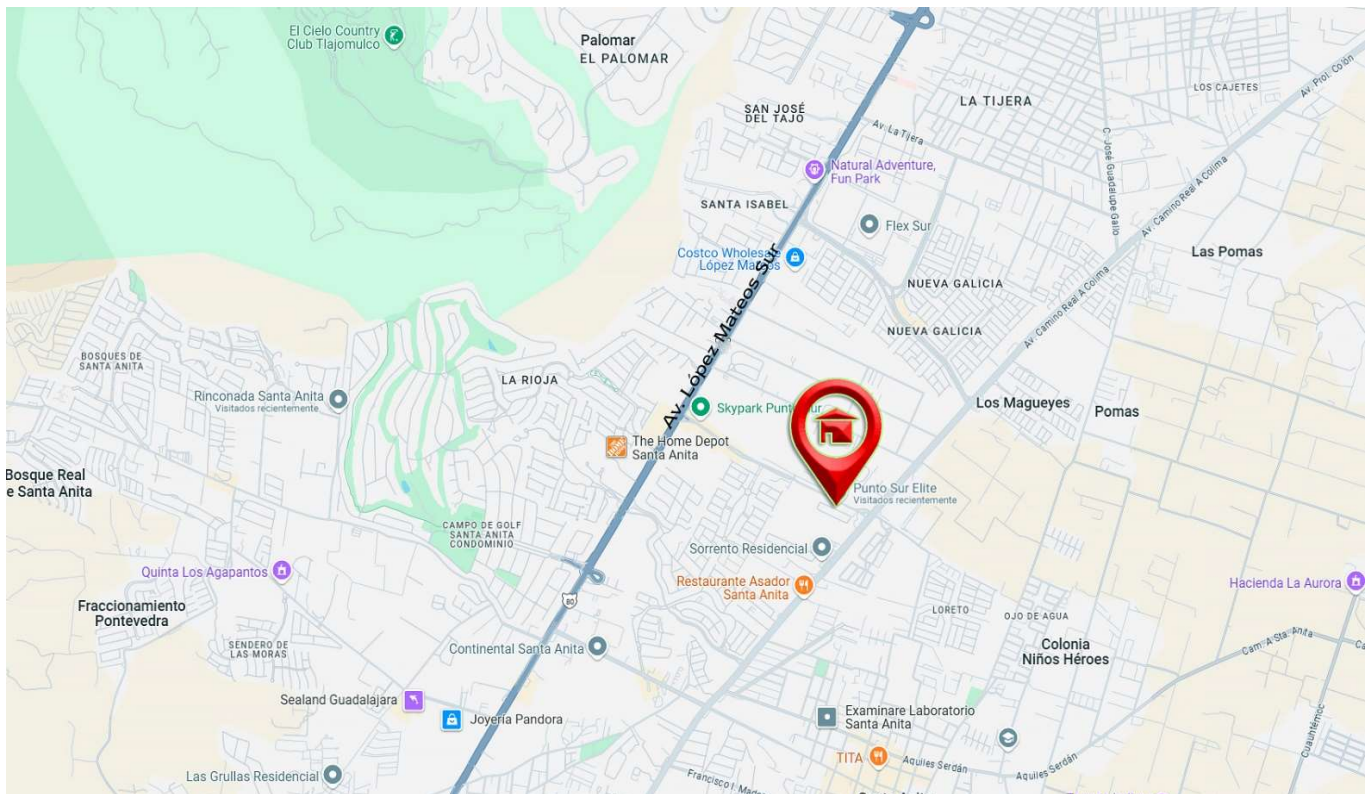 El Cielo Country
Club Tlajomulco
Palomar
EL PALOMAR
SAN JOSÉ
DEL TAJO
LA TIJERA
LOS CAJETES
Av. Prol. Colón
Av. La Tijera
C. José Guadalupe Gallo
Natural Adventure,
Fun Park
SANTA ISABEL
Flex Sur
Av. Camino Real A Colima
Las Pomas
Costco Wholesale
López Mateos
Av. López Mateos Sur
NUEVA GALICIA
NUEVA GALICIA
Av. Camino Real A Colima
BOSQUES DE
SANTA ANITA
LA RIOJA
Rinconada Santa Anita
Visitados recientemente
Skypark Punto Sur
Los Magueyes
Pomas
The Home Depot
Santa Anita
Bosque Real
e Santa Anita
Punto Sur Elite
Visitados recientemente
CAMPO DE GOLF
SANTA ANITA
CONDOMINIO
Sorrento Residencial
Quinta Los Agapantos
Restaurante Asador
Santa Anita
Hacienda La Aurora
80
Fraccionamiento
Pontevedra
LORETO
OJO DE AGUA
SENDERO DE
LAS MORAS
Continental Santa Anita
Colonia
Niños Héroes
Cam. A Sta. Anita
Sealand Guadalajara
Joyería Pandora
Examinare Laboratorio
Santa Anita
Cuauhtémoc
TITA
Aquiles Serdán
Aquiles Serdán
Las Grullas Residencial
Francisco I.